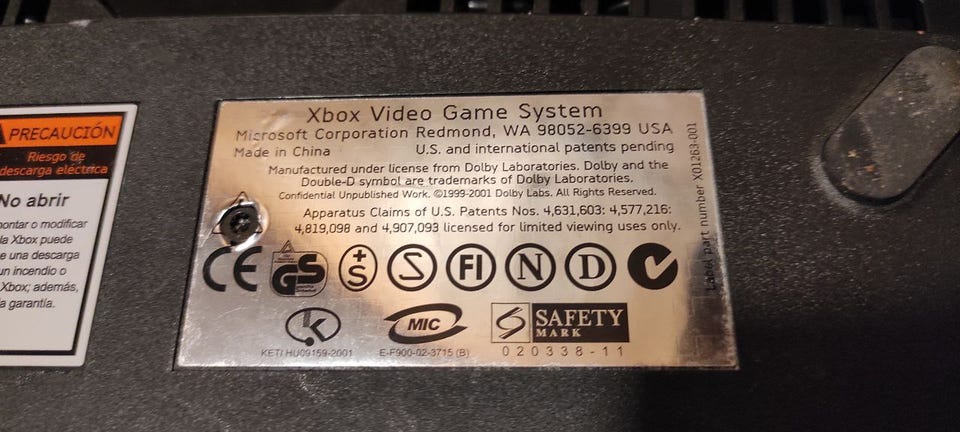 PRECAUCIÓN
Riesgo de
descarga eléctrica
No abrir
montar o modificar
la Xbox puede
e una descarga
un incendio o
Xbox; además,
a garantía.
Xbox Video Game System
Microsoft Corporation Redmond, WA 98052-6399 USA
Made in China U.S. and international patents pending
Manufactured under license from Dolby Laboratories. Dolby and the
Double-D symbol are trademarks of Dolby Laboratories.
Confidential Unpublished Work. ©1999-2001 Dolby Labs. All Rights Reserved.
Apparatus Claims of U.S. Patents Nos. 4,631,603; 4,577,216;
4,819,098 and 4,907,093 licensed for limited viewing uses only.
CE GS +S S FI N D
K MIC S SAFETY
MARK
KETI HU09159-2001 E-F900-02-3715 (B) 020338-11
Label part number X01263-001